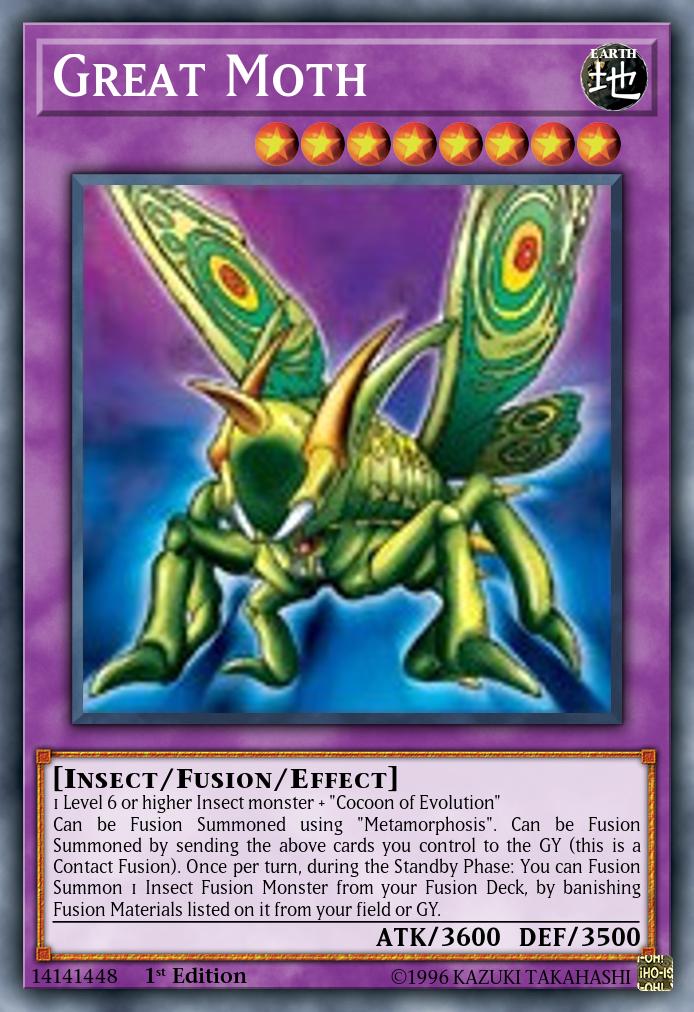 GREAT MOTH
EARTH
地
[INSECT/FUSION/EFFECT]
1 Level 6 or higher Insect monster + "Cocoon of Evolution"
Can be Fusion Summoned using "Metamorphosis". Can be Fusion
Summoned by sending the above cards you control to the GY (this is a
Contact Fusion). Once per turn, during the Standby Phase: You can Fusion
Summon 1 Insect Fusion Monster from your Fusion Deck, by banishing
Fusion Materials listed on it from your field or GY.
ATK/3600 DEF/3500
14141448 1st Edition ©1996 KAZUKI TAKAHASHI